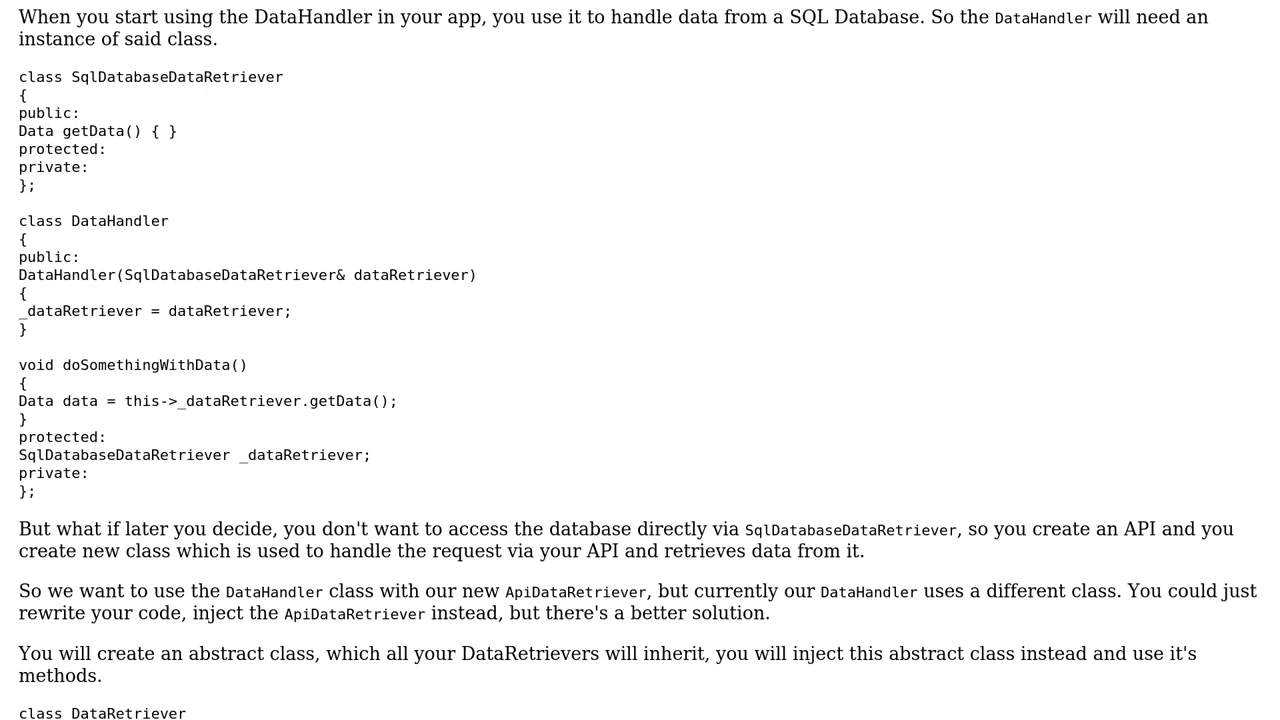 When you start using the DataHandler in your app, you use it to handle data from a SQL Database. So the DataHandler will need an
instance of said class.
class SqlDatabaseDataRetriever
{
public:
Data getData() { }
protected:
private:
};
class DataHandler
{
public:
DataHandler(SqlDatabaseDataRetriever& dataRetriever)
{
_dataRetriever = dataRetriever;
}
void doSomethingWithData()
{
Data data = this->_dataRetriever.getData();
}
protected:
SqlDatabaseDataRetriever _dataRetriever;
private:
};
But what if later you decide, you don't want to access the database directly via SqlDatabaseDataRetriever, so you create an API and you
create new class which is used to handle the request via your API and retrieves data from it.
So we want to use the DataHandler class with our new ApiDataRetriever, but currently our DataHandler uses a different class. You could just
rewrite your code, inject the ApiDataRetriever instead, but there's a better solution.
You will create an abstract class, which all your DataRetrievers will inherit, you will inject this abstract class instead and use it's
methods.
class DataRetriever